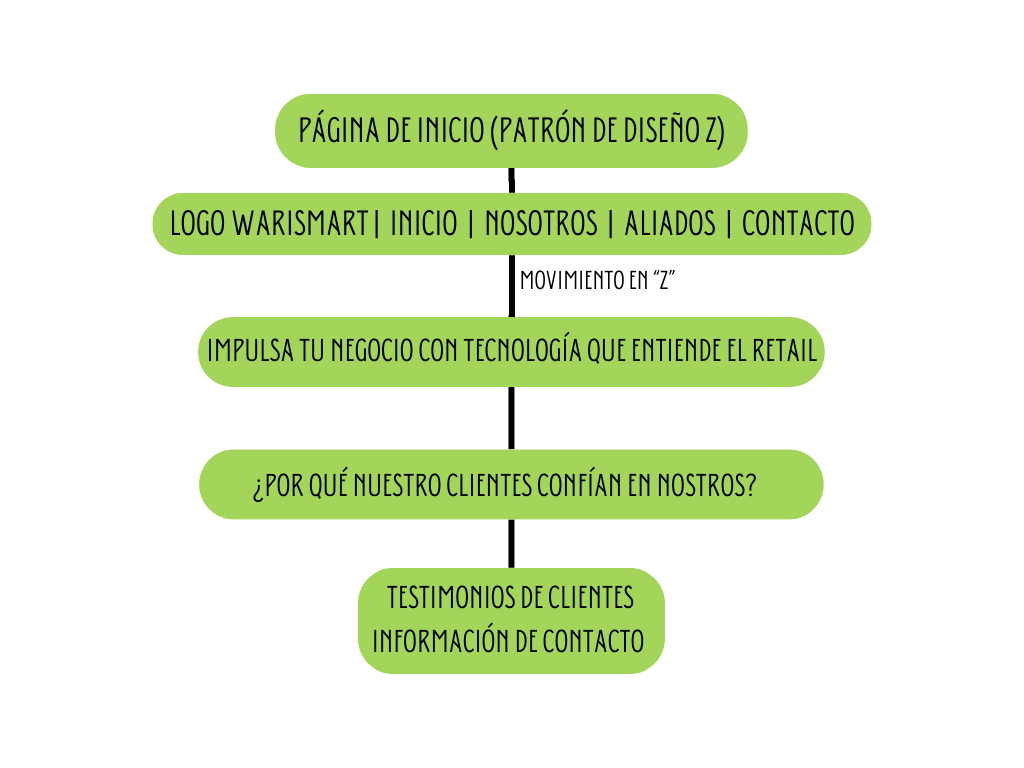 PÁGINA DE INICIO (PATRÓN DE DISEÑO Z)
LOGO WARISMART| INICIO | NOSOTROS | ALIADOS | CONTACTO
MOVIMIENTO EN “Z”
IMPULSA TU NEGOCIO CON TECNOLOGÍA QUE ENTIENDE EL RETAIL
¿POR QUÉ NUESTRO CLIENTES CONFÍAN EN NOSTROS?
TESTIMONIOS DE CLIENTES
INFORMACIÓN DE CONTACTO